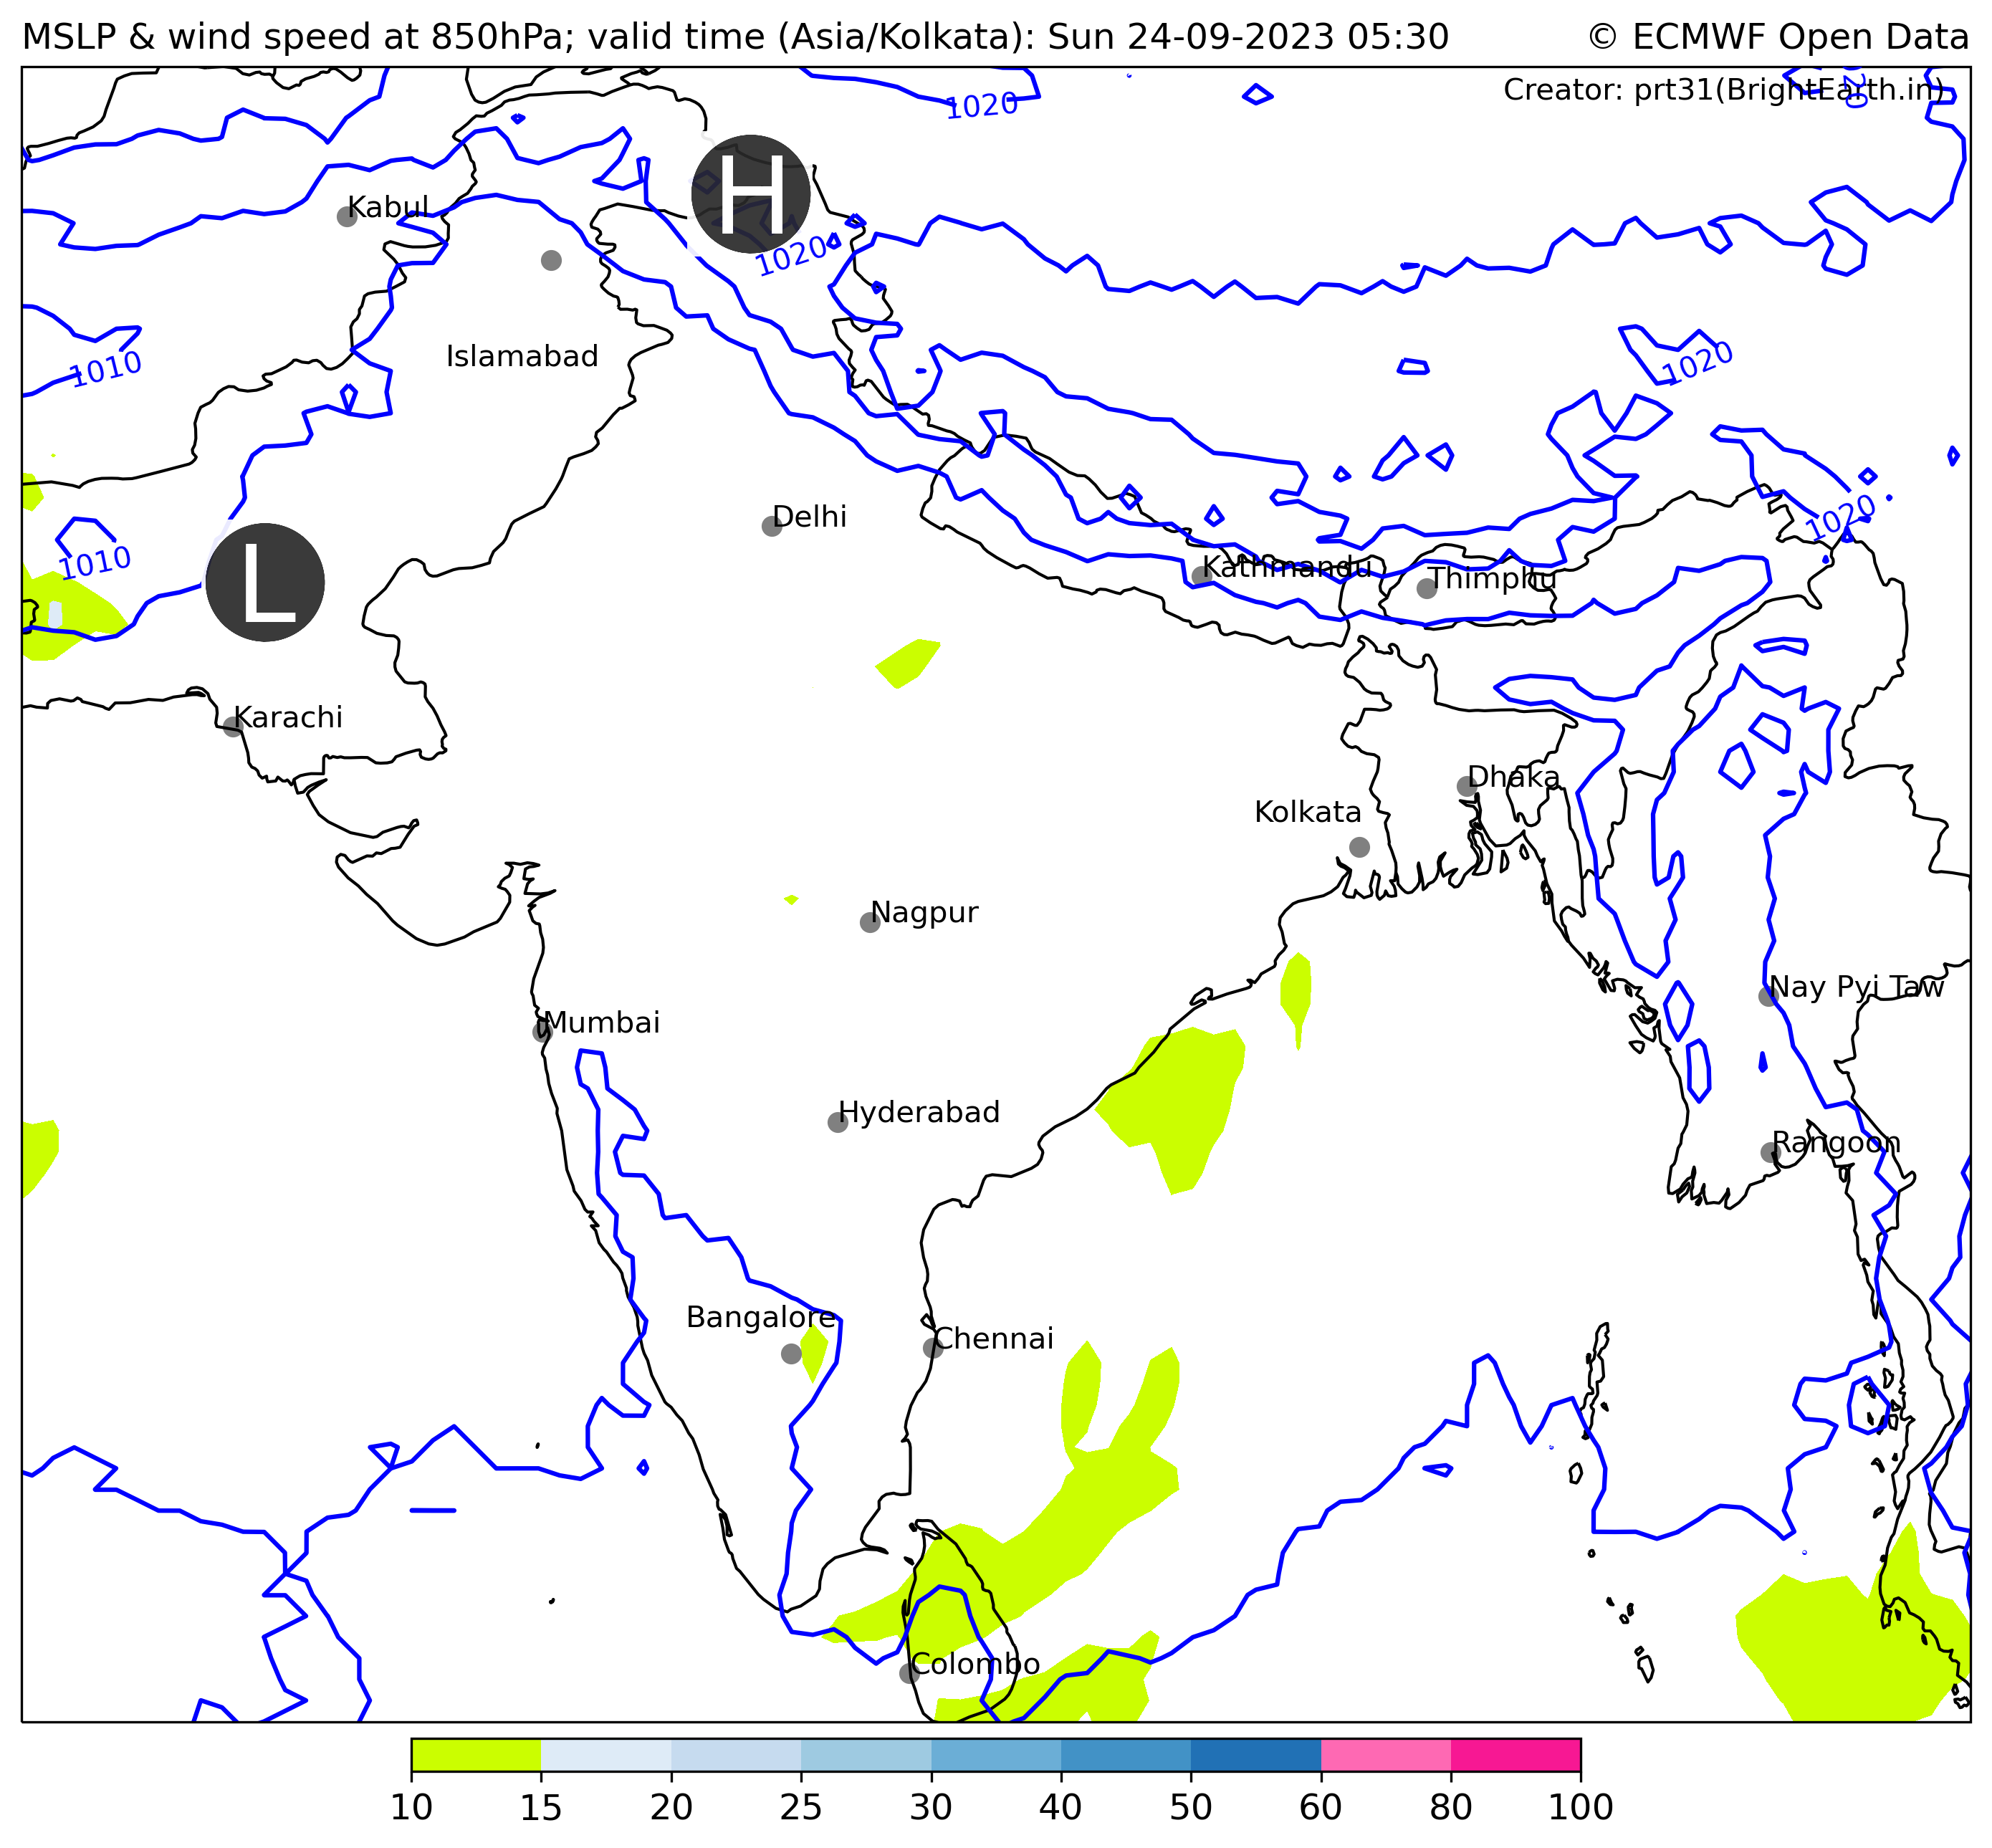 MSLP & wind speed at 850hPa; valid time (Asia/Kolkata): Sun 24-09-2023 05:30
© ECMWF Open Data
Creator: prt31(BrightEarth.in)
1020
20
H
1020
Kabul
1010
Islamabad
1020
1010
L
Delhi
1020
Kathmandu
Thimphu
Karachi
Dhaka
Kolkata
Nagpur
Nay Pyi Taw
Mumbai
Hyderabad
Rangoon
Bangalore
Chennai
Colombo
10 15 20 25 30 40 50 60 80 100